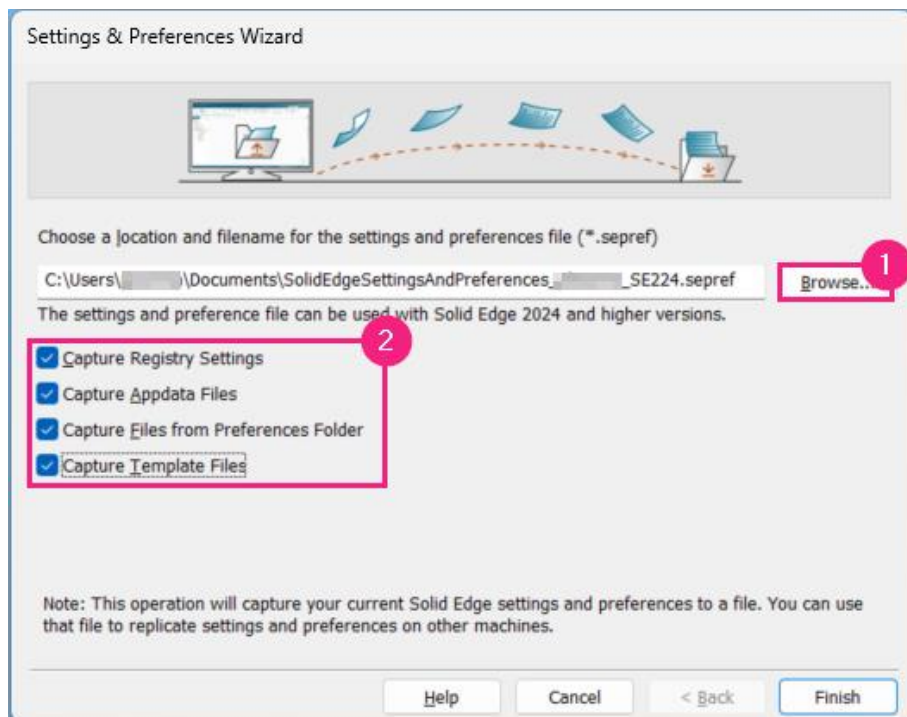 Settings & Preferences Wizard
Choose a location and filename for the settings and preferences file (*.sepref)
C:\Users\ \Documents\SolidEdgeSettingsAndPreferences_ _SE224.sepref
Browse...
1
The settings and preference file can be used with Solid Edge 2024 and higher versions.
2
Capture Registry Settings
Capture Appdata Files
Capture Files from Preferences Folder
Capture Template Files
Note: This operation will capture your current Solid Edge settings and preferences to a file. You can use
that file to replicate settings and preferences on other machines.
Help
Cancel
< Back
Finish